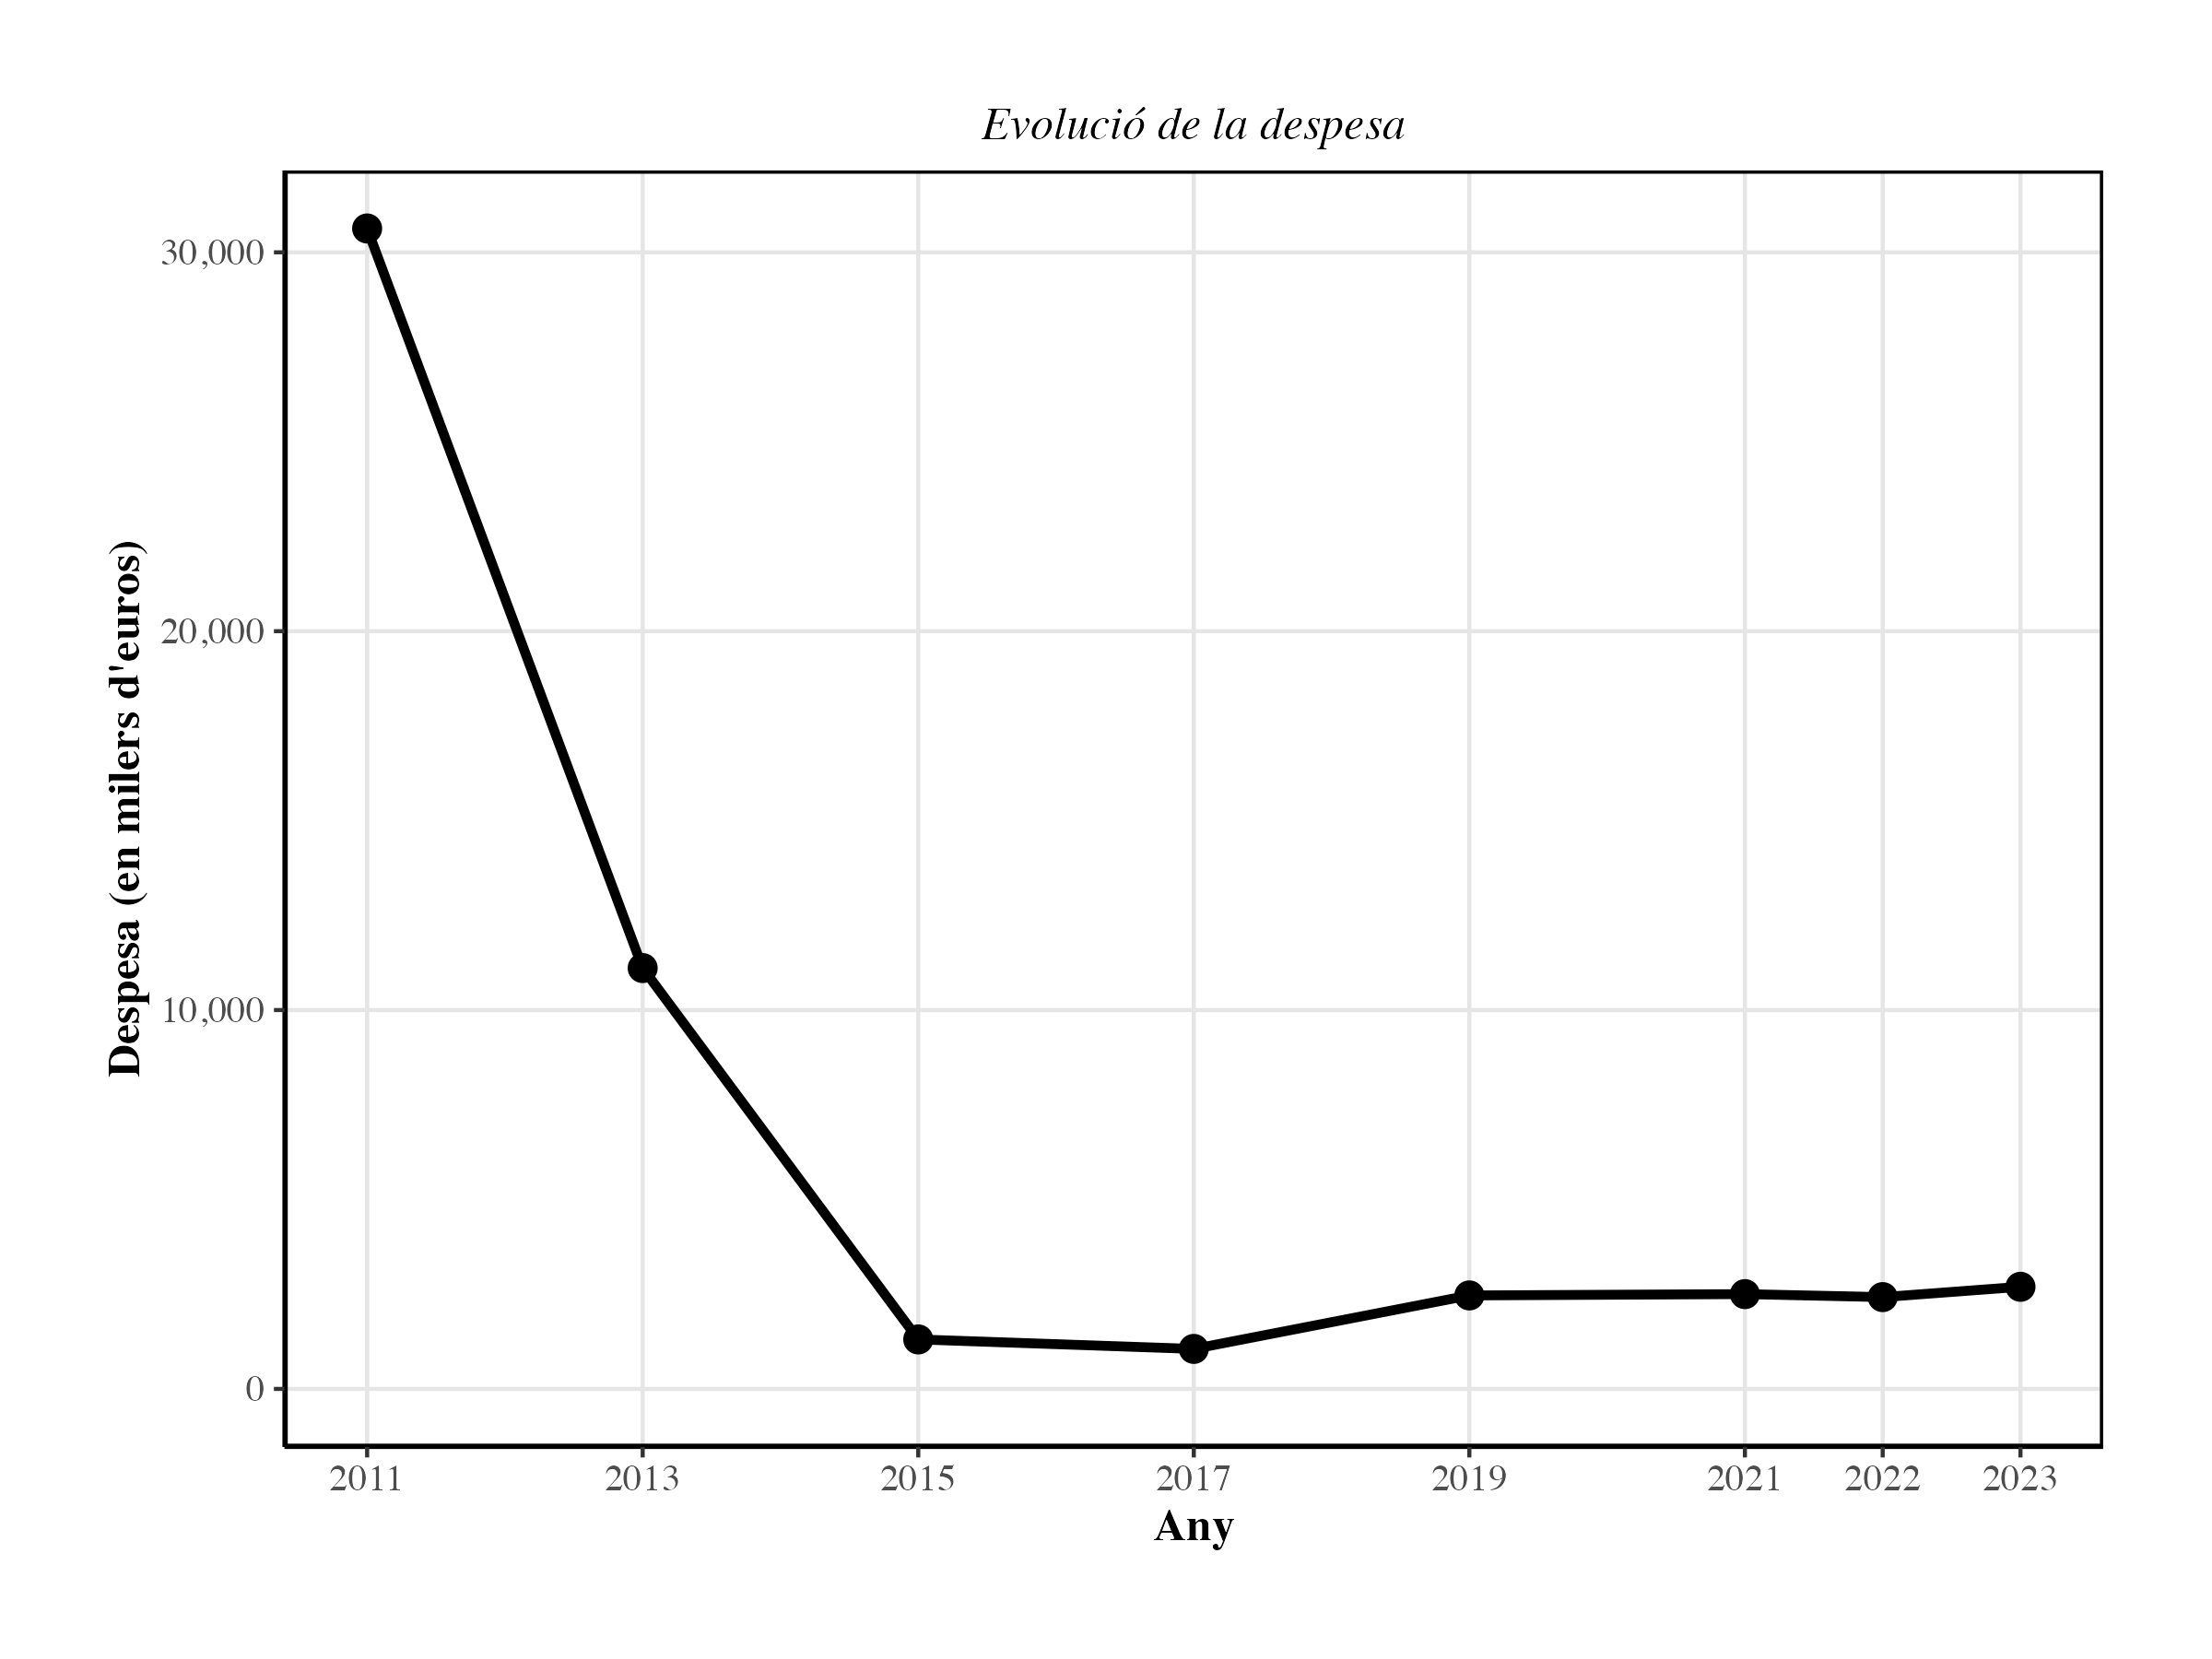 Evolució de la despesa
Despesa (en milers d'euros)
30,000
20,000
10,000
0
2011 2013 2015 2017 2019 2021 2022 2023
Any